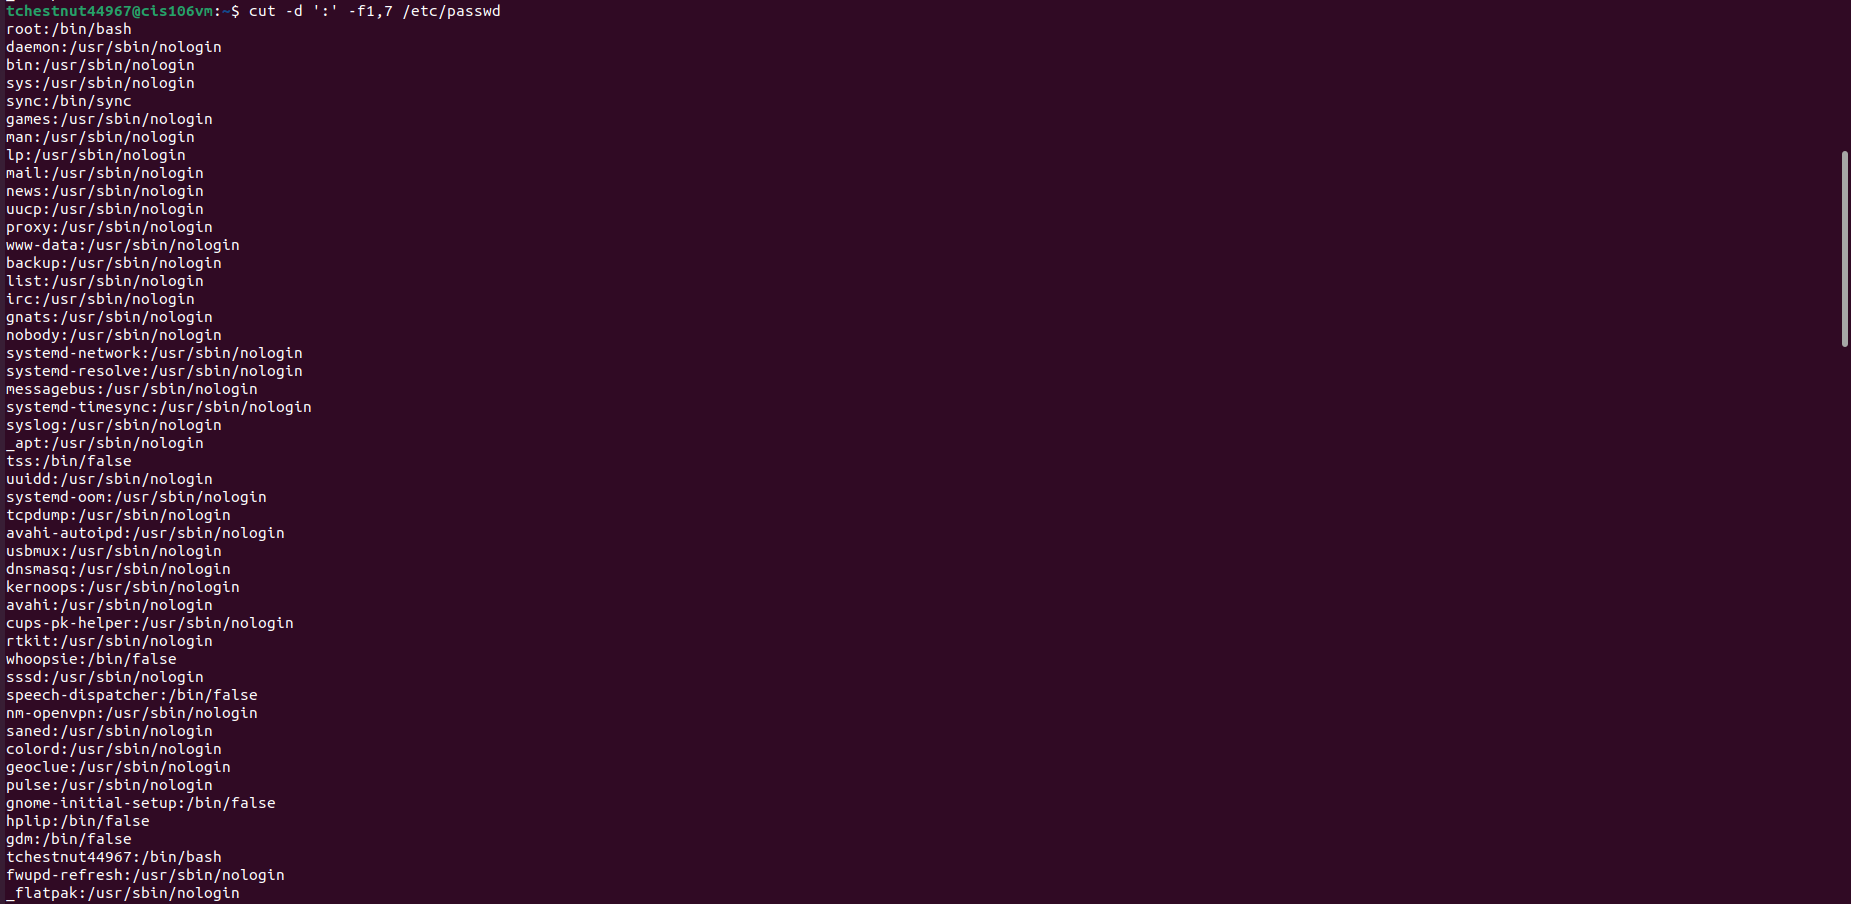 tchestnut44967@cis106vm:~$ cut -d ':' -f1,7 /etc/passwd
root:/bin/bash
daemon:/usr/sbin/nologin
bin:/usr/sbin/nologin
sys:/usr/sbin/nologin
sync:/bin/sync
games:/usr/sbin/nologin
man:/usr/sbin/nologin
lp:/usr/sbin/nologin
mail:/usr/sbin/nologin
news:/usr/sbin/nologin
uucp:/usr/sbin/nologin
proxy:/usr/sbin/nologin
www-data:/usr/sbin/nologin
backup:/usr/sbin/nologin
list:/usr/sbin/nologin
irc:/usr/sbin/nologin
gnats:/usr/sbin/nologin
nobody:/usr/sbin/nologin
systemd-network:/usr/sbin/nologin
systemd-resolve:/usr/sbin/nologin
messagebus:/usr/sbin/nologin
systemd-timesync:/usr/sbin/nologin
syslog:/usr/sbin/nologin
_apt:/usr/sbin/nologin
tss:/bin/false
uuidd:/usr/sbin/nologin
systemd-oom:/usr/sbin/nologin
tcpdump:/usr/sbin/nologin
avahi-autoipd:/usr/sbin/nologin
usbmux:/usr/sbin/nologin
dnsmasq:/usr/sbin/nologin
kernoops:/usr/sbin/nologin
avahi:/usr/sbin/nologin
cups-pk-helper:/usr/sbin/nologin
rtkit:/usr/sbin/nologin
whoopsie:/bin/false
sssd:/usr/sbin/nologin
speech-dispatcher:/bin/false
nm-openvpn:/usr/sbin/nologin
saned:/usr/sbin/nologin
colord:/usr/sbin/nologin
geoclue:/usr/sbin/nologin
pulse:/usr/sbin/nologin
gnome-initial-setup:/bin/false
hplip:/bin/false
gdm:/bin/false
tchestnut44967:/bin/bash
fwupd-refresh:/usr/sbin/nologin
_flatpak:/usr/sbin/nologin